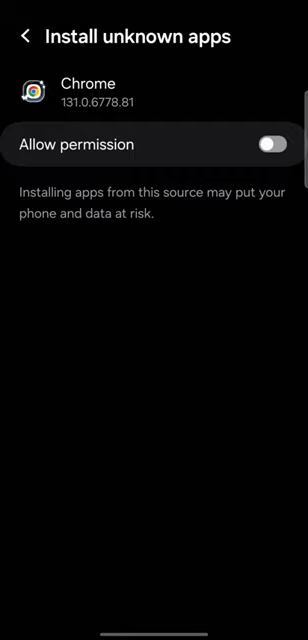 Install unknown apps
Chrome
131.0.6778.81
Allow permission
Installing apps from this source may put your
phone and data at risk.